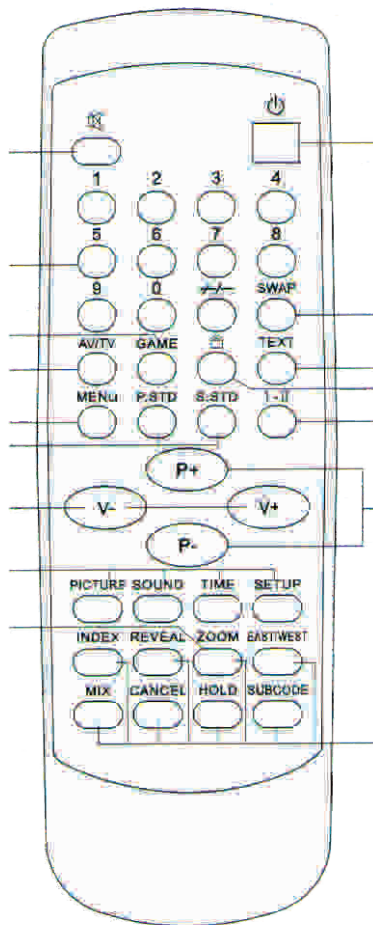 1 2 3 4
5 6 7 8
9 0 -/-- SWAP
AV/TV GAME TEXT
MENU P.STD S.STD I-II
P+
V- V+
P-
PICTURE SOUND TIME SETUP
INDEX REVEAL ZOOM EAST/WEST
MIX CANCEL HOLD SUBCODE